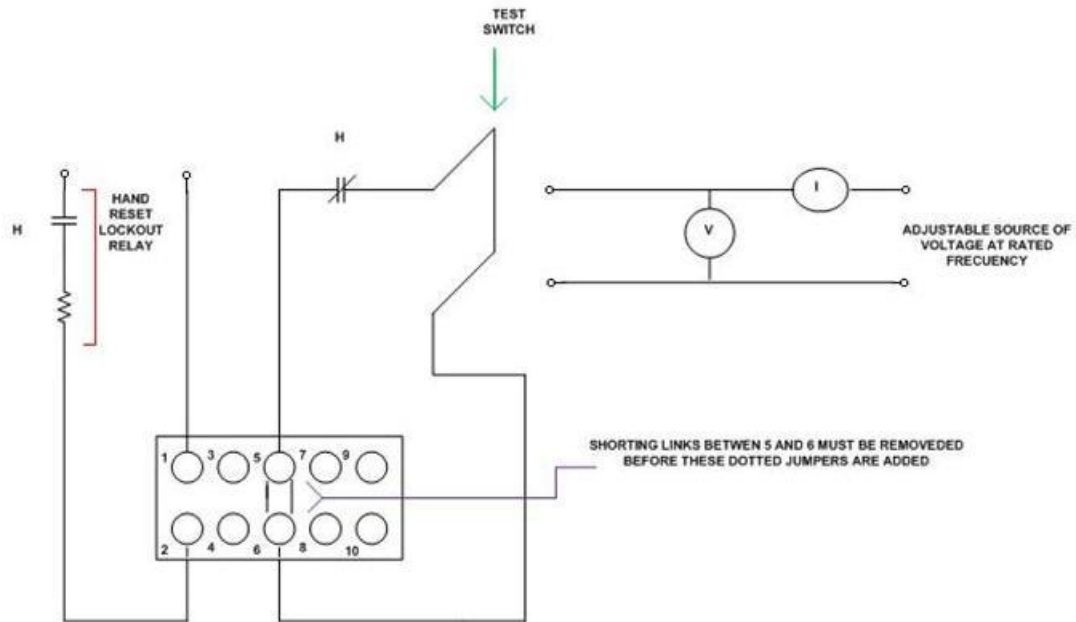 TEST
SWITCH
H
HAND
RESET
LOCKOUT
RELAY
H
I
V
ADJUSTABLE SOURCE OF
VOLTAGE AT RATED
FRECUENCY
SHORTING LINKS BETWEN 5 AND 6 MUST BE REMOVEDED
BEFORE THESE DOTTED JUMPERS ARE ADDED
1 3 5 7 9
2 4 6 8 10